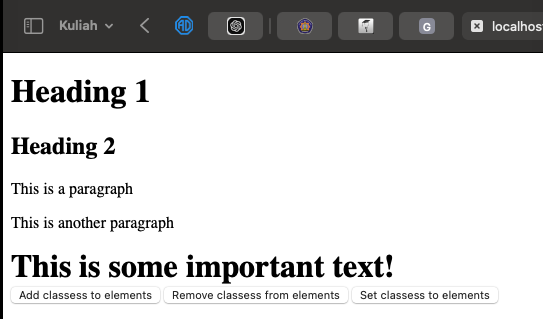 Kuliah
G
localhos
Heading 1
Heading 2
This is a paragraph
This is another paragraph
This is some important text!
Add classess to elements Remove classess from elements Set classess to elements